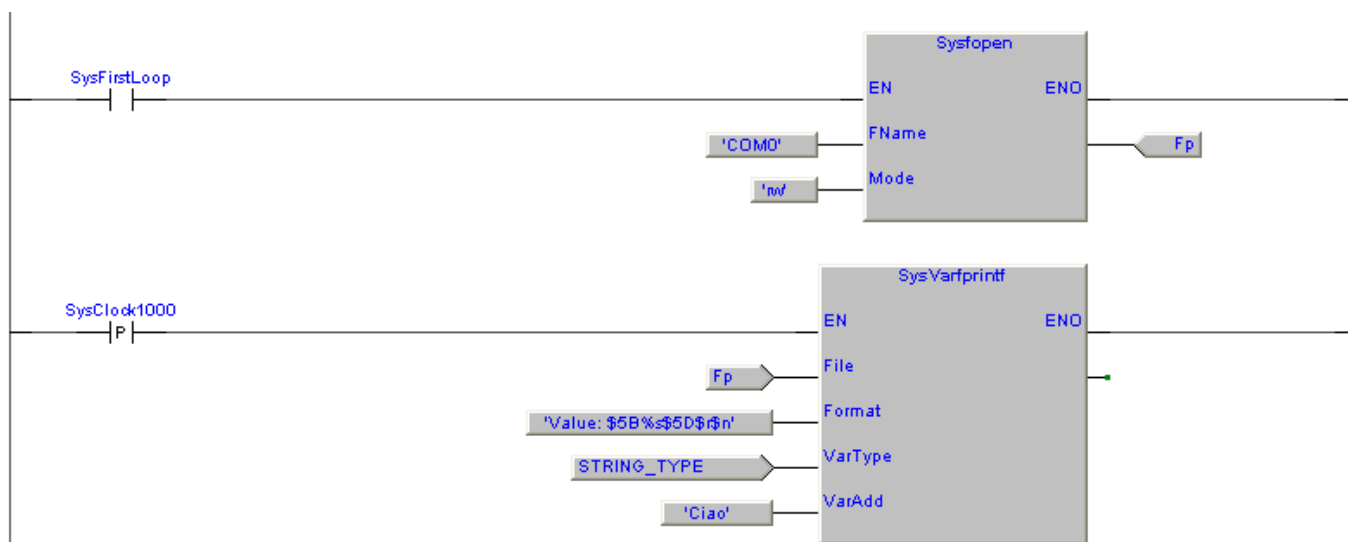 Sysfopen
SysFirstLoop
EN ENO
'COM0' FName Fp
'rw' Mode
SysVarfprintf
SysClock1000
P EN ENO
Fp File
'Value: $5B%s$5D$r$n' Format
STRING_TYPE VarType
'Ciao' VarAdd